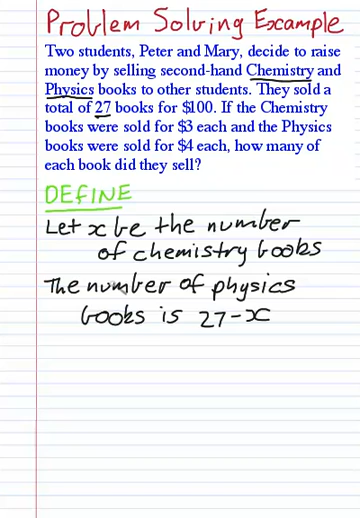 Problem Solving Example
Two students, Peter and Mary, decide to raise
money by selling second-hand Chemistry and
Physics books to other students. They sold a
total of 27 books for $100. If the Chemistry
books were sold for $3 each and the Physics
books were sold for $4 each, how many of
each book did they sell?
DEFINE
Let x be the number
of chemistry books
The number of physics
books is 27-x